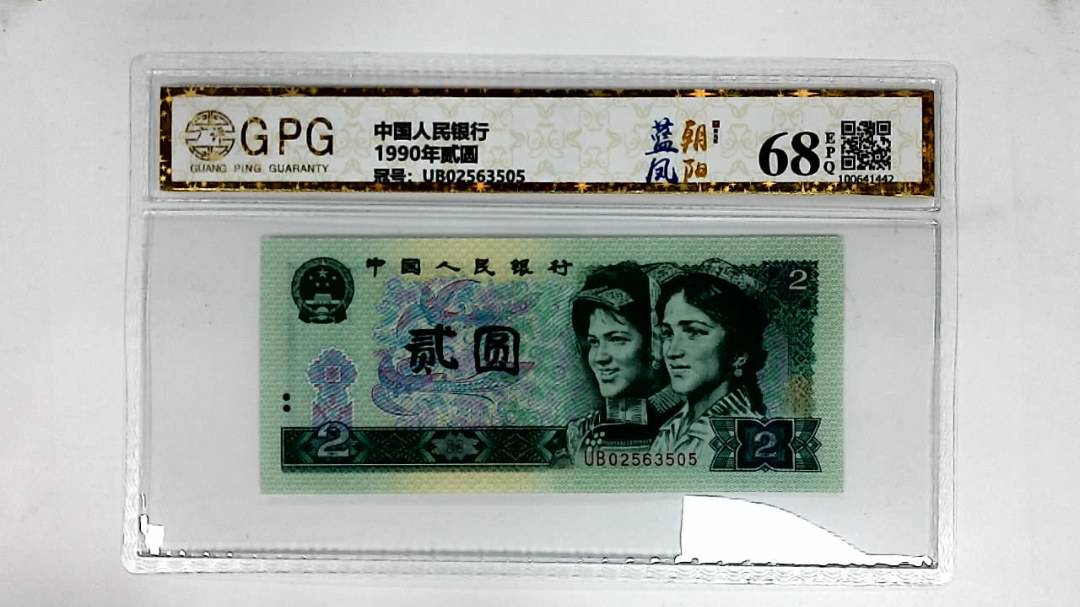 GPG
GUANG PING GUARANTY
中国人民银行
1990年贰圆
冠号：UB02563505
蓝凤
朝阳
68
EPQ
100641442
中国人民银行
2
贰圆
2
UB02563505
2